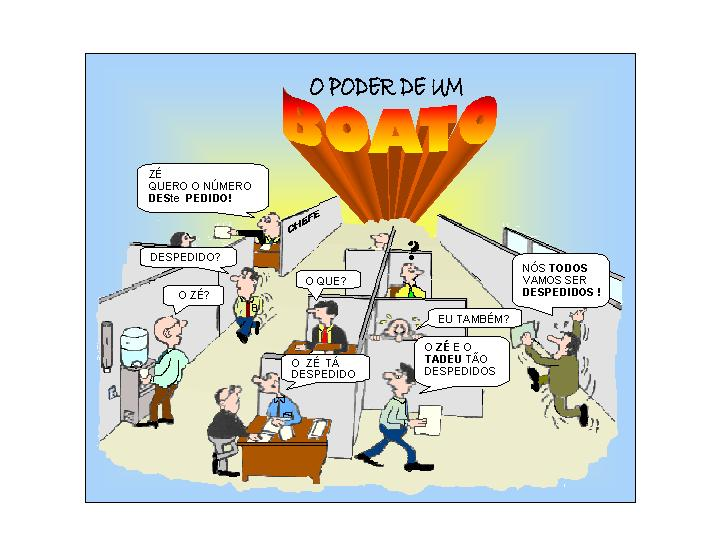 O PODER DE UM
BOATO
ZÉ
QUERO O NÚMERO
DESte PEDIDO!
CHEFE
DESPEDIDO?
O ZÉ?
O QUE?
?
NÓS TODOS
VAMOS SER
DESPEDIDOS !
EU TAMBÉM?
O ZÉ TÁ
DESPEDIDO
O ZÉ E O
TADEU TÃO
DESPEDIDOS